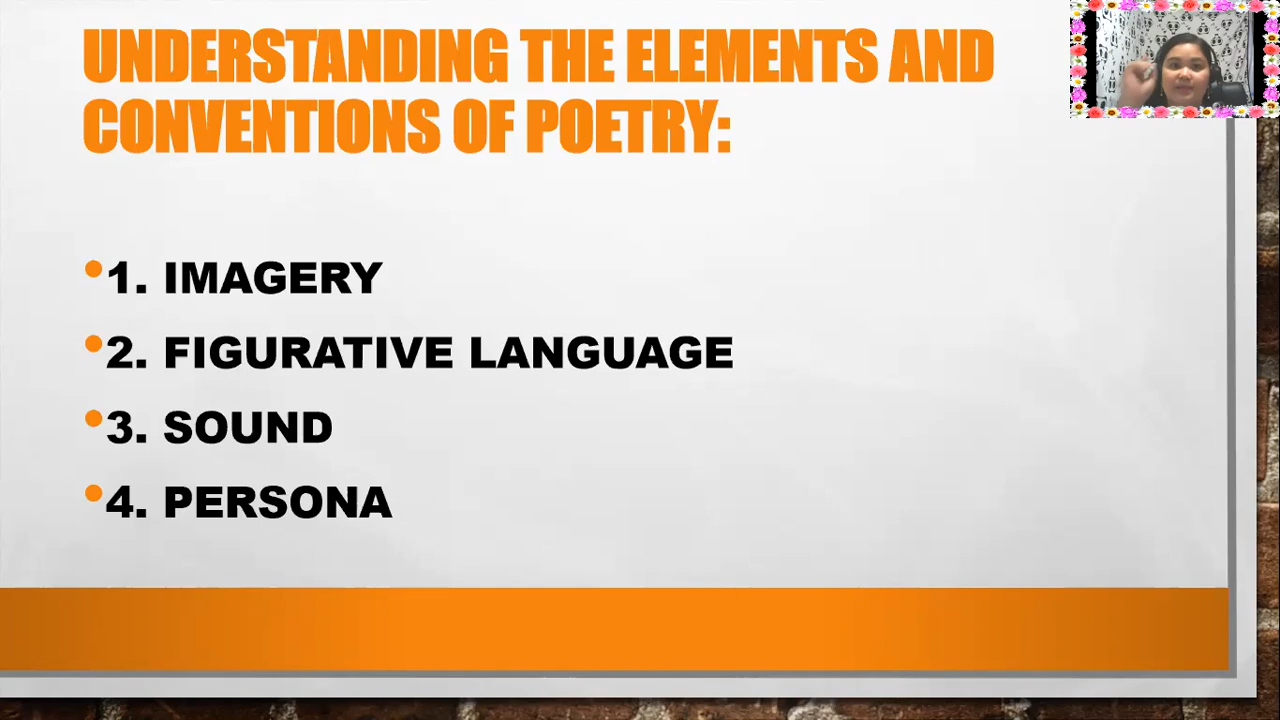 UNDERSTANDING THE ELEMENTS AND
CONVENTIONS OF POETRY:
•1. IMAGERY
•2. FIGURATIVE LANGUAGE
•3. SOUND
•4. PERSONA